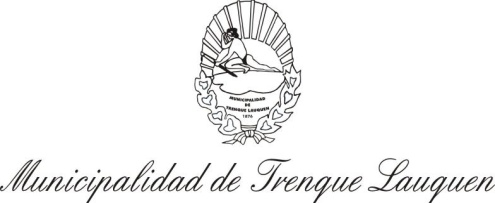 MUNICIPALIDAD
DE
TRENQUE LAUQUEN
1876
Municipalidad de Trenque Lauquen